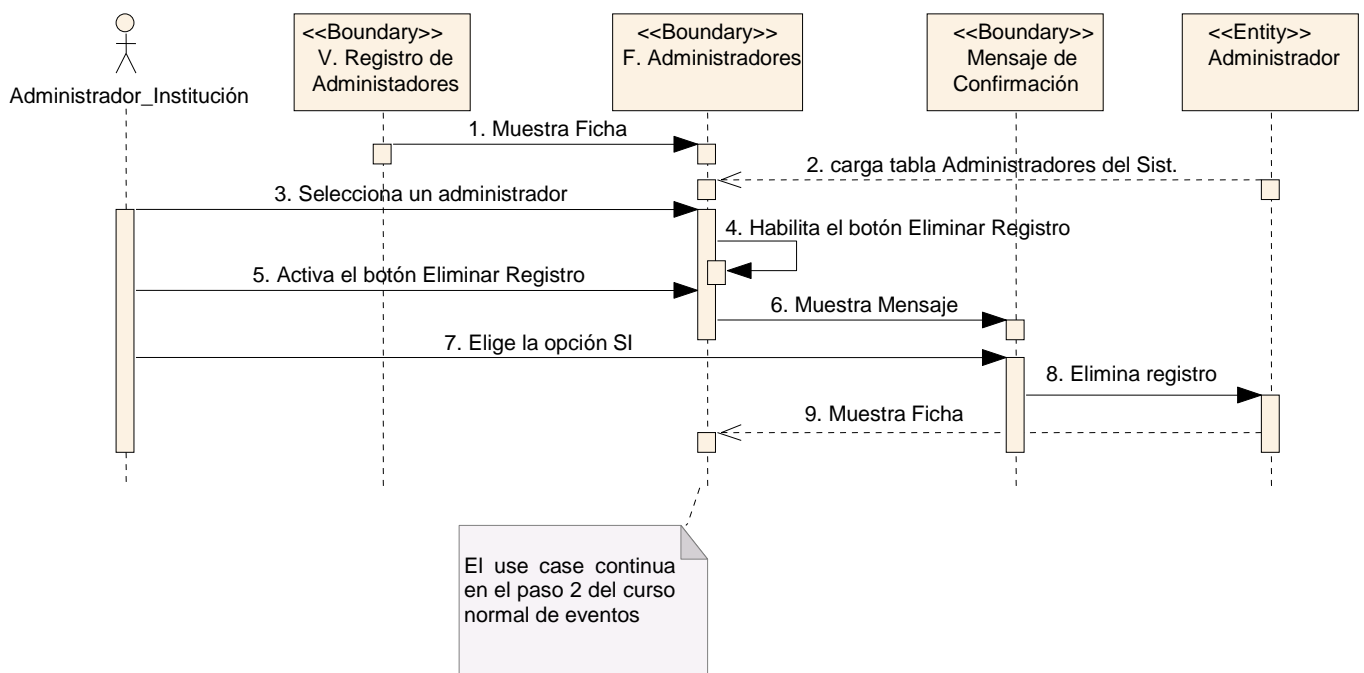 Administrador_Institución
<<Boundary>>
V. Registro de
Administadores
<<Boundary>>
F. Administradores
<<Boundary>>
Mensaje de
Confirmación
<<Entity>>
Administrador
1. Muestra Ficha
2. carga tabla Administradores del Sist.
3. Selecciona un administrador
4. Habilita el botón Eliminar Registro
5. Activa el botón Eliminar Registro
6. Muestra Mensaje
7. Elige la opción SI
8. Elimina registro
9. Muestra Ficha
El use case continua
en el paso 2 del curso
normal de eventos